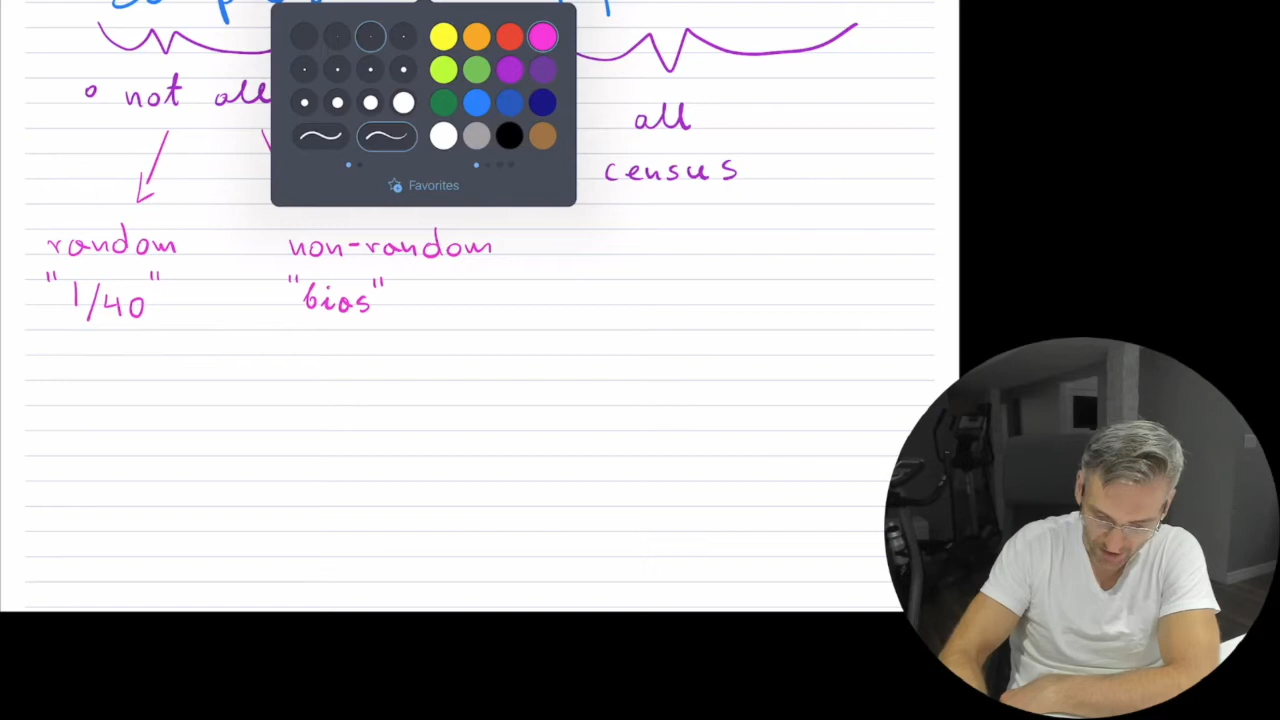 not all
all
census
random
non-random
"1/40"
"bias"
Favorites